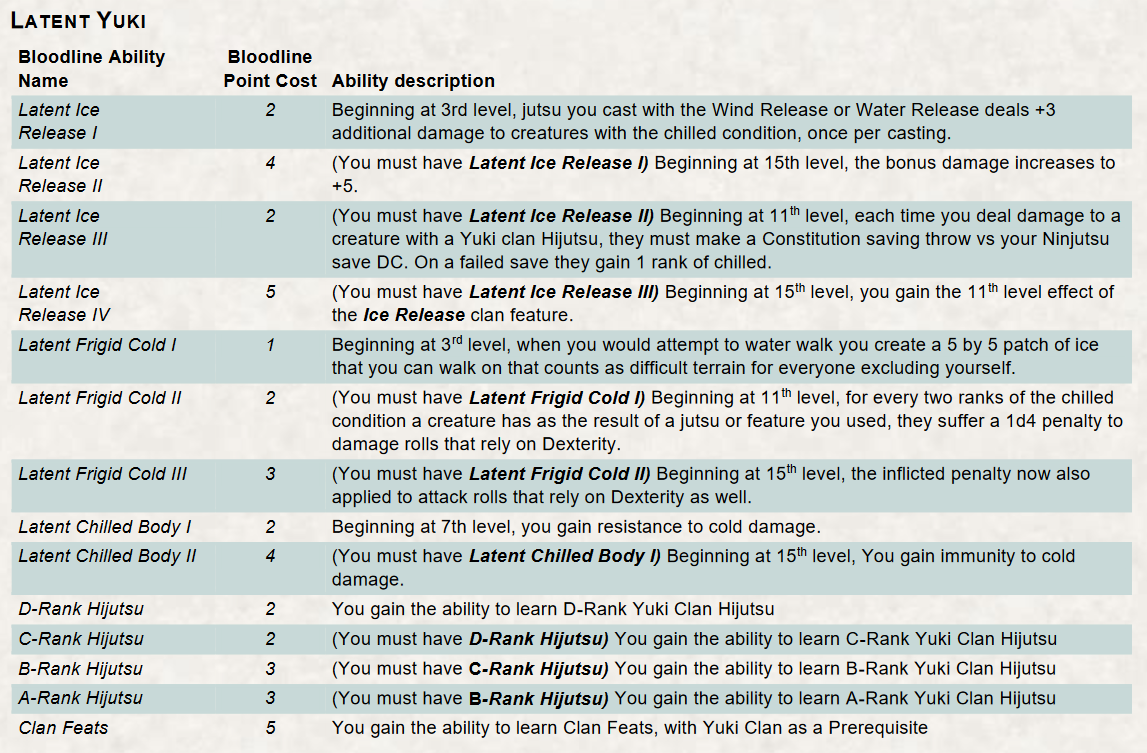 LATENT YUKI
Bloodline Ability Bloodline
Name Point Cost Ability description
Latent Ice 2 Beginning at 3rd level, jutsu you cast with the Wind Release or Water Release deals +3
Release I additional damage to creatures with the chilled condition, once per casting.
Latent Ice 4 (You must have Latent Ice Release I) Beginning at 15th level, the bonus damage increases to
Release II +5.
Latent Ice 2 (You must have Latent Ice Release II) Beginning at 11th level, each time you deal damage to a
Release III creature with a Yuki clan Hijutsu, they must make a Constitution saving throw vs your Ninjutsu
save DC. On a failed save they gain 1 rank of chilled.
Latent Ice 5 (You must have Latent Ice Release III) Beginning at 15th level, you gain the 11th level effect of
Release IV the Ice Release clan feature.
Latent Frigid Cold I 1 Beginning at 3rd level, when you would attempt to water walk you create a 5 by 5 patch of ice
that you can walk on that counts as difficult terrain for everyone excluding yourself.
Latent Frigid Cold II 2 (You must have Latent Frigid Cold I) Beginning at 11th level, for every two ranks of the chilled
condition a creature has as the result of a jutsu or feature you used, they suffer a 1d4 penalty to
damage rolls that rely on Dexterity.
Latent Frigid Cold III 3 (You must have Latent Frigid Cold II) Beginning at 15th level, the inflicted penalty now also
applied to attack rolls that rely on Dexterity as well.
Latent Chilled Body I 2 Beginning at 7th level, you gain resistance to cold damage.
Latent Chilled Body II 4 (You must have Latent Chilled Body I) Beginning at 15th level, You gain immunity to cold
damage.
D-Rank Hijutsu 2 You gain the ability to learn D-Rank Yuki Clan Hijutsu
C-Rank Hijutsu 2 (You must have D-Rank Hijutsu) You gain the ability to learn C-Rank Yuki Clan Hijutsu
B-Rank Hijutsu 3 (You must have C-Rank Hijutsu) You gain the ability to learn B-Rank Yuki Clan Hijutsu
A-Rank Hijutsu 3 (You must have B-Rank Hijutsu) You gain the ability to learn A-Rank Yuki Clan Hijutsu
Clan Feats 5 You gain the ability to learn Clan Feats, with Yuki Clan as a Prerequisite